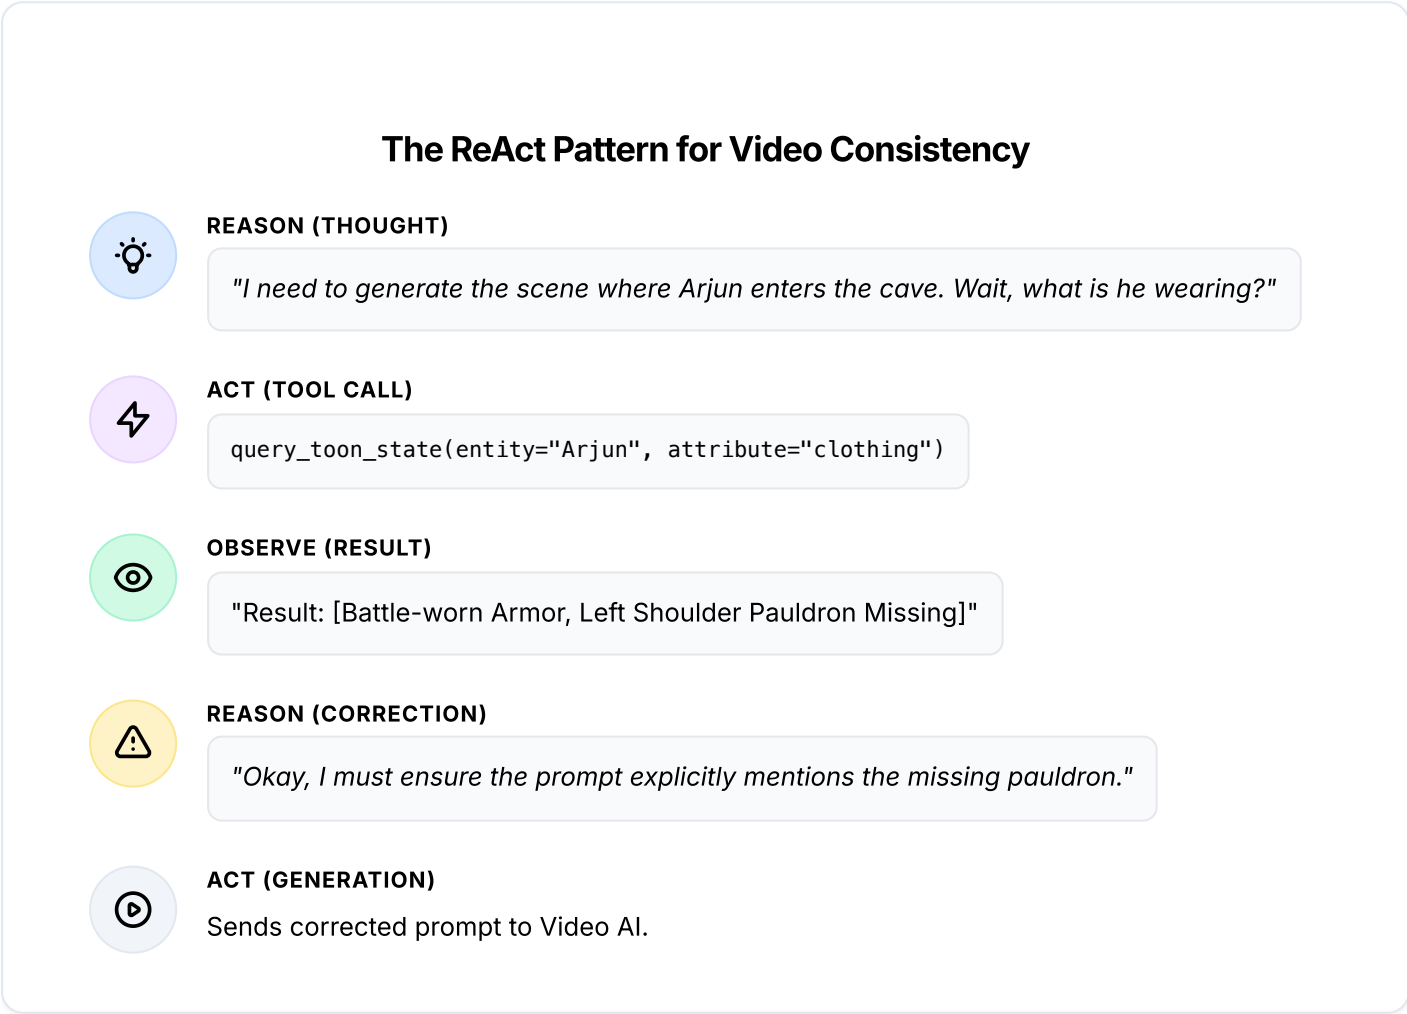 The ReAct Pattern for Video Consistency
REASON (THOUGHT)
"I need to generate the scene where Arjun enters the cave. Wait, what is he wearing?"
ACT (TOOL CALL)
query_toon_state(entity="Arjun", attribute="clothing")
OBSERVE (RESULT)
"Result: [Battle-worn Armor, Left Shoulder Pauldron Missing]"
REASON (CORRECTION)
"Okay, I must ensure the prompt explicitly mentions the missing pauldron."
ACT (GENERATION)
Sends corrected prompt to Video AI.